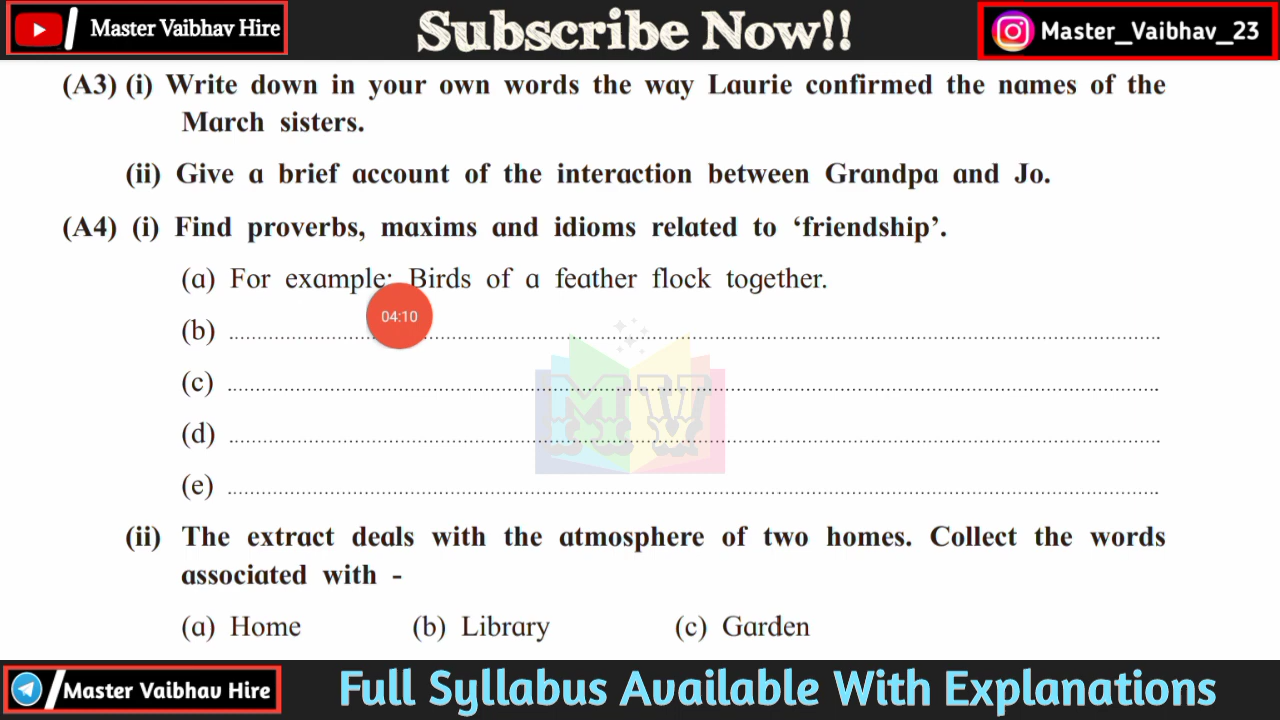 Master Vaibhav Hire
Subscribe Now!!
Master_Vaibhav_23
(A3) (i) Write down in your own words the way Laurie confirmed the names of the
March sisters.
(ii) Give a brief account of the interaction between Grandpa and Jo.
(A4) (i) Find proverbs, maxims and idioms related to ‘friendship’.
(a) For example: Birds of a feather flock together.
04:10
(b) ........................................
(c) ........................................
MV
(d) ........................................
(e) ........................................
(ii) The extract deals with the atmosphere of two homes. Collect the words
associated with -
(a) Home (b) Library (c) Garden
Master Vaibhav Hire
Full Syllabus Available With Explanations